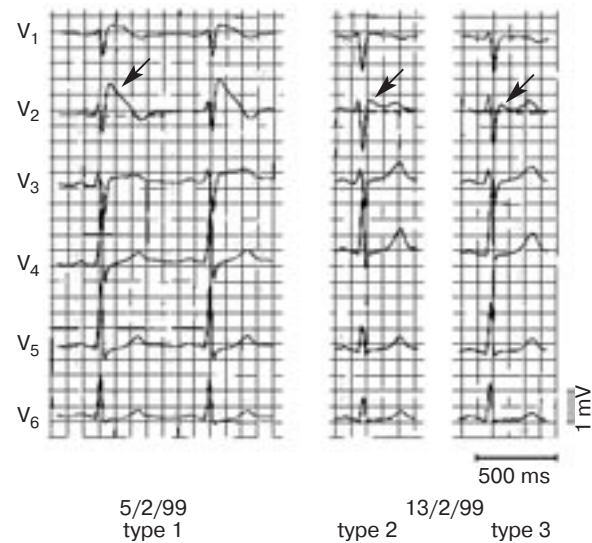 V1
V2
V3
V4
V5
V6
1 mV
500 ms
5/2/99
13/2/99
type 1
type 2
type 3